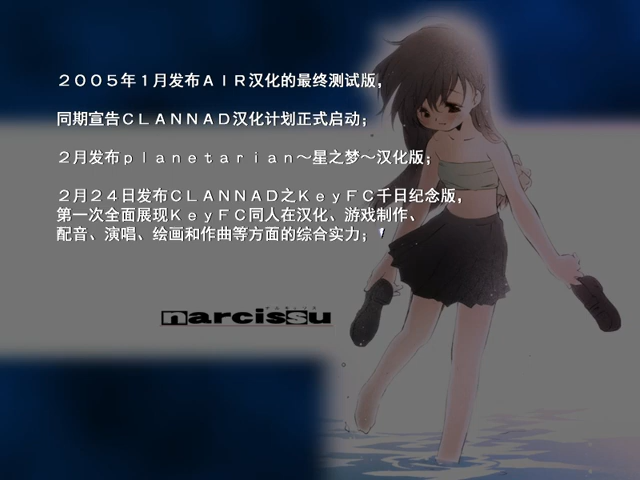 ２００５年１月发布ＡＩＲ汉化的最终测试版，
同期宣告ＣＬＡＮＮＡＤ汉化计划正式启动；
２月发布ｐｌａｎｅｔａｒｉａｎ～星之梦～汉化版；
２月２４日发布ＣＬＡＮＮＡＤ之ＫｅｙＦＣ千日纪念版，
第一次全面展现ＫｅｙＦＣ同人在汉化、游戏制作、
配音、演唱、绘画和作曲等方面的综合实力；
narcissu